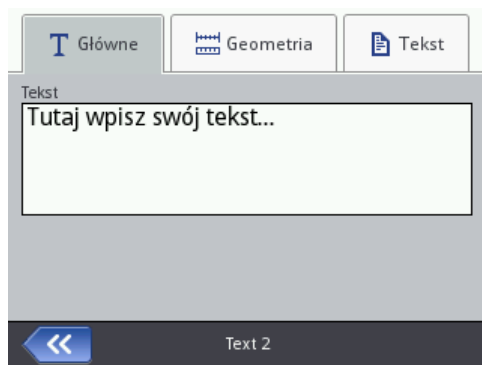 Główne
Geometria
Tekst
Tekst
Tutaj wpisz swój tekst...
Text 2